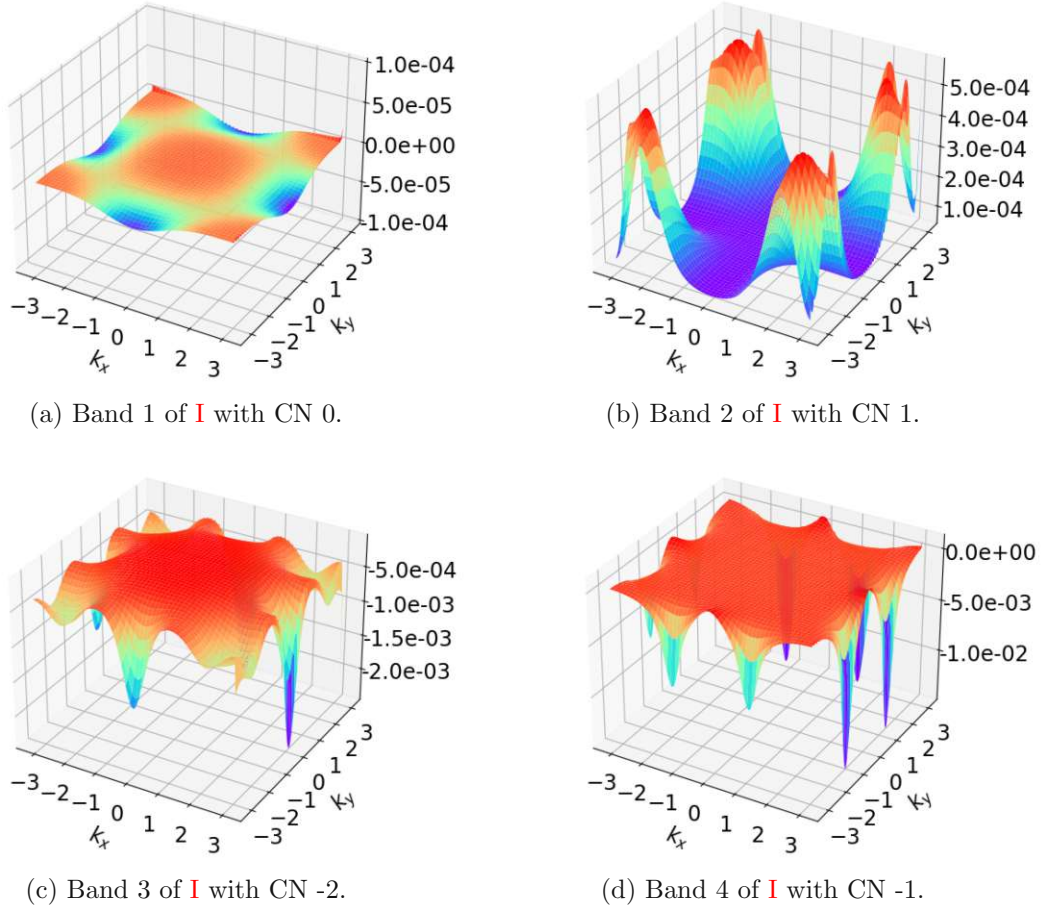 1.0e-04
5.0e-05
0.0e+00
-5.0e-05
-1.0e-04
−3 −2 −1 0 1 2 3
kx
−3 −2 −1 0 1 2 3
ky
(a) Band 1 of I with CN 0.
5.0e-04
4.0e-04
3.0e-04
2.0e-04
1.0e-04
−3 −2 −1 0 1 2 3
kx
−3 −2 −1 0 1 2 3
ky
(b) Band 2 of I with CN 1.
-5.0e-04
-1.0e-03
-1.5e-03
-2.0e-03
−3 −2 −1 0 1 2 3
kx
−3 −2 −1 0 1 2 3
ky
(c) Band 3 of I with CN -2.
0.0e+00
-5.0e-03
-1.0e-02
−3 −2 −1 0 1 2 3
kx
−3 −2 −1 0 1 2 3
ky
(d) Band 4 of I with CN -1.